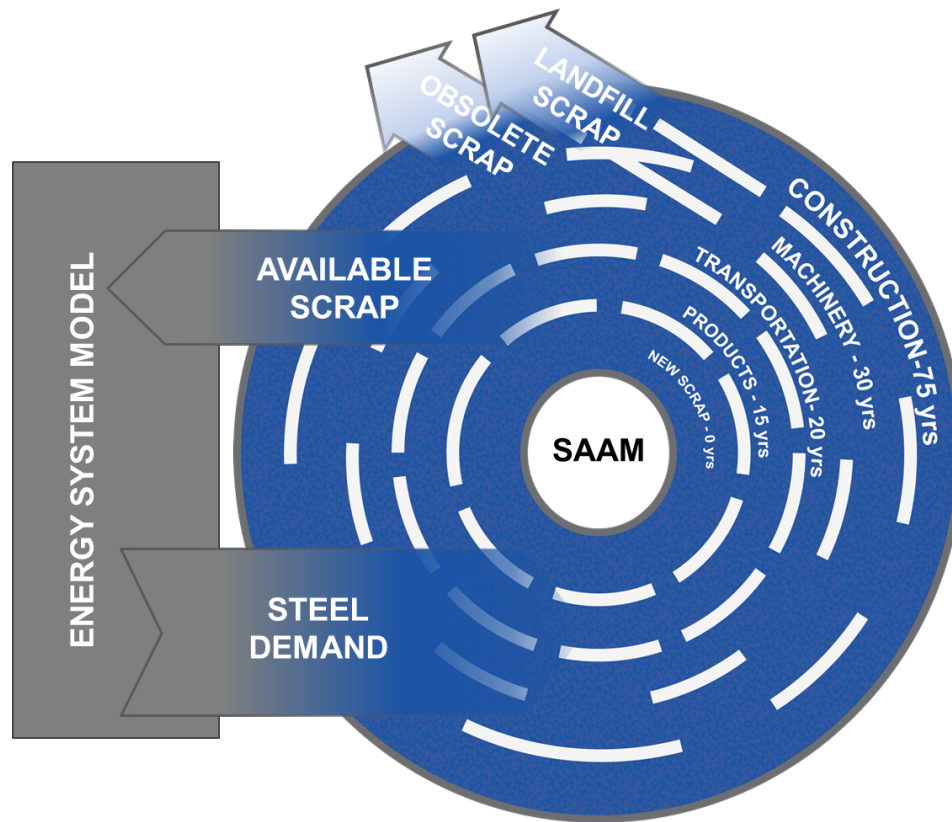 LANDFILL
SCRAP
OBSOLETE
SCRAP
ENERGY SYSTEM MODEL
AVAILABLE
SCRAP
STEEL
DEMAND
SAAM
NEW SCRAP - 0 yrs
PRODUCTS - 15 yrs
TRANSPORTATION- 20 yrs
MACHINERY - 30 yrs
CONSTRUCTION-75 yrs